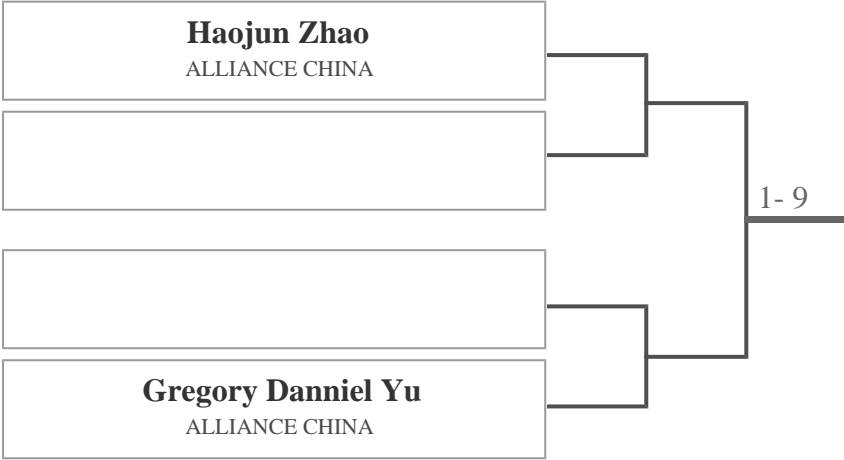 Haojun Zhao
ALLIANCE CHINA
1- 9
Gregory Danniel Yu
ALLIANCE CHINA